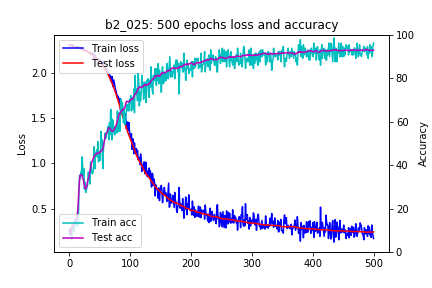 b2_025: 500 epochs loss and accuracy
Train loss
Test loss
Train acc
Test acc
Loss
2.0
1.5
1.0
0.5
Accuracy
100
80
60
40
20
0
0
100
200
300
400
500